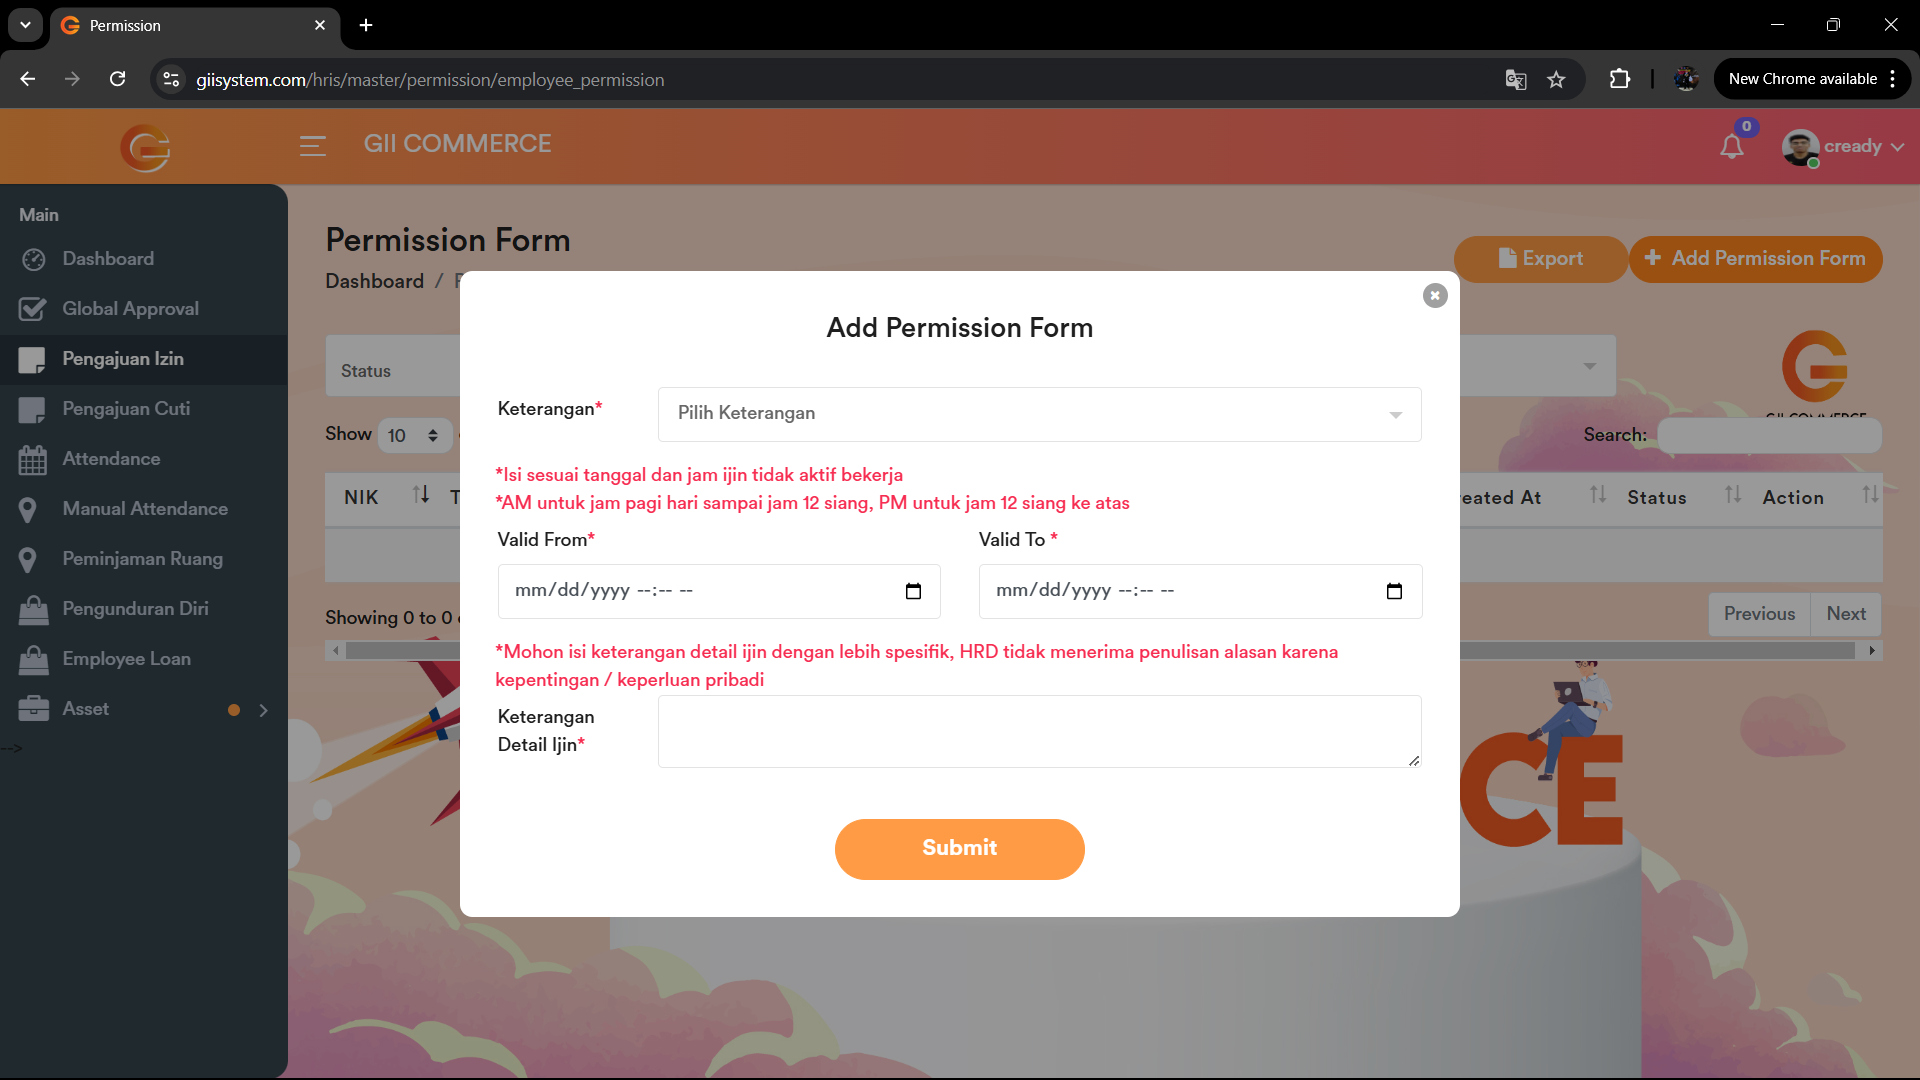 Permission
giisystem.com/hris/master/permission/employee_permission
New Chrome available
GII COMMERCE
0
cready
Main
Dashboard
Global Approval
Pengajuan Izin
Pengajuan Cuti
Attendance
Manual Attendance
Peminjaman Ruang
Pengunduran Diri
Employee Loan
Asset
-->
Permission Form
Dashboard /
Export
+ Add Permission Form
Status
Show 10
Search:
NIK
eated At
Status
Action
Showing 0 to 0
Previous
Next
GII COMMERCE
CE
Add Permission Form
Keterangan*
Pilih Keterangan
*Isi sesuai tanggal dan jam ijin tidak aktif bekerja
*AM untuk jam pagi hari sampai jam 12 siang, PM untuk jam 12 siang ke atas
Valid From*
Valid To *
mm/dd/yyyy --:-- --
mm/dd/yyyy --:-- --
*Mohon isi keterangan detail ijin dengan lebih spesifik, HRD tidak menerima penulisan alasan karena
kepentingan / keperluan pribadi
Keterangan
Detail Ijin*
Submit